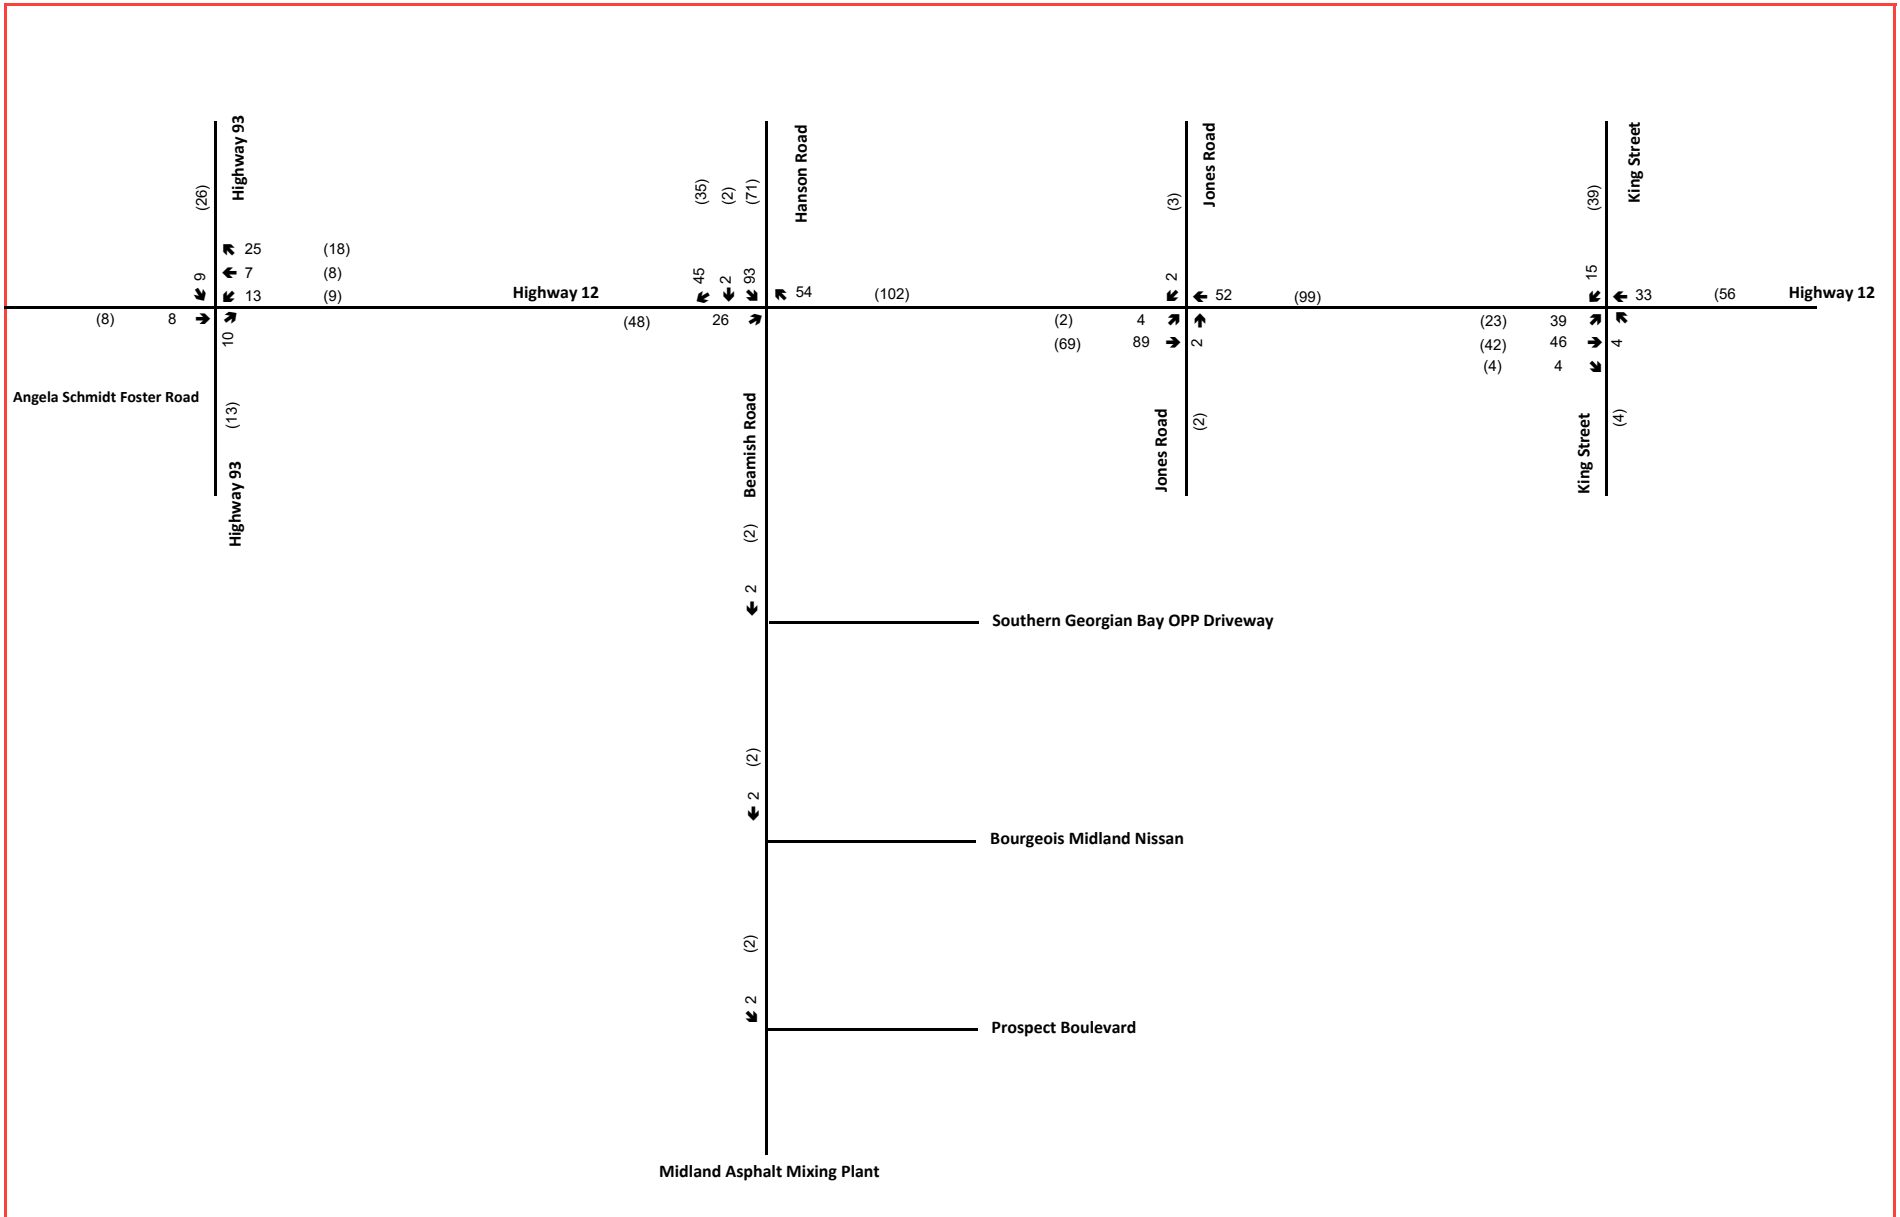 Highway 93
Hanson Road
Jones Road
King Street
(26)
(35)
(2)
(71)
(3)
(39)
25 (18)
7 (8)
13 (9)
9
Highway 12
45
2
93
54 (102)
2
52 (99)
15
33 (56
Highway 12
(8) 8
10
(48) 26
(2) 4
(69) 89
2
(23) 39
(42) 46
(4) 4
4
Angela Schmidt Foster Road
(13)
Highway 93
Beamish Road
Jones Road
(2)
King Street
(4)
(2)
2
Southern Georgian Bay OPP Driveway
(2)
2
Bourgeois Midland Nissan
(2)
2
Prospect Boulevard
Midland Asphalt Mixing Plant